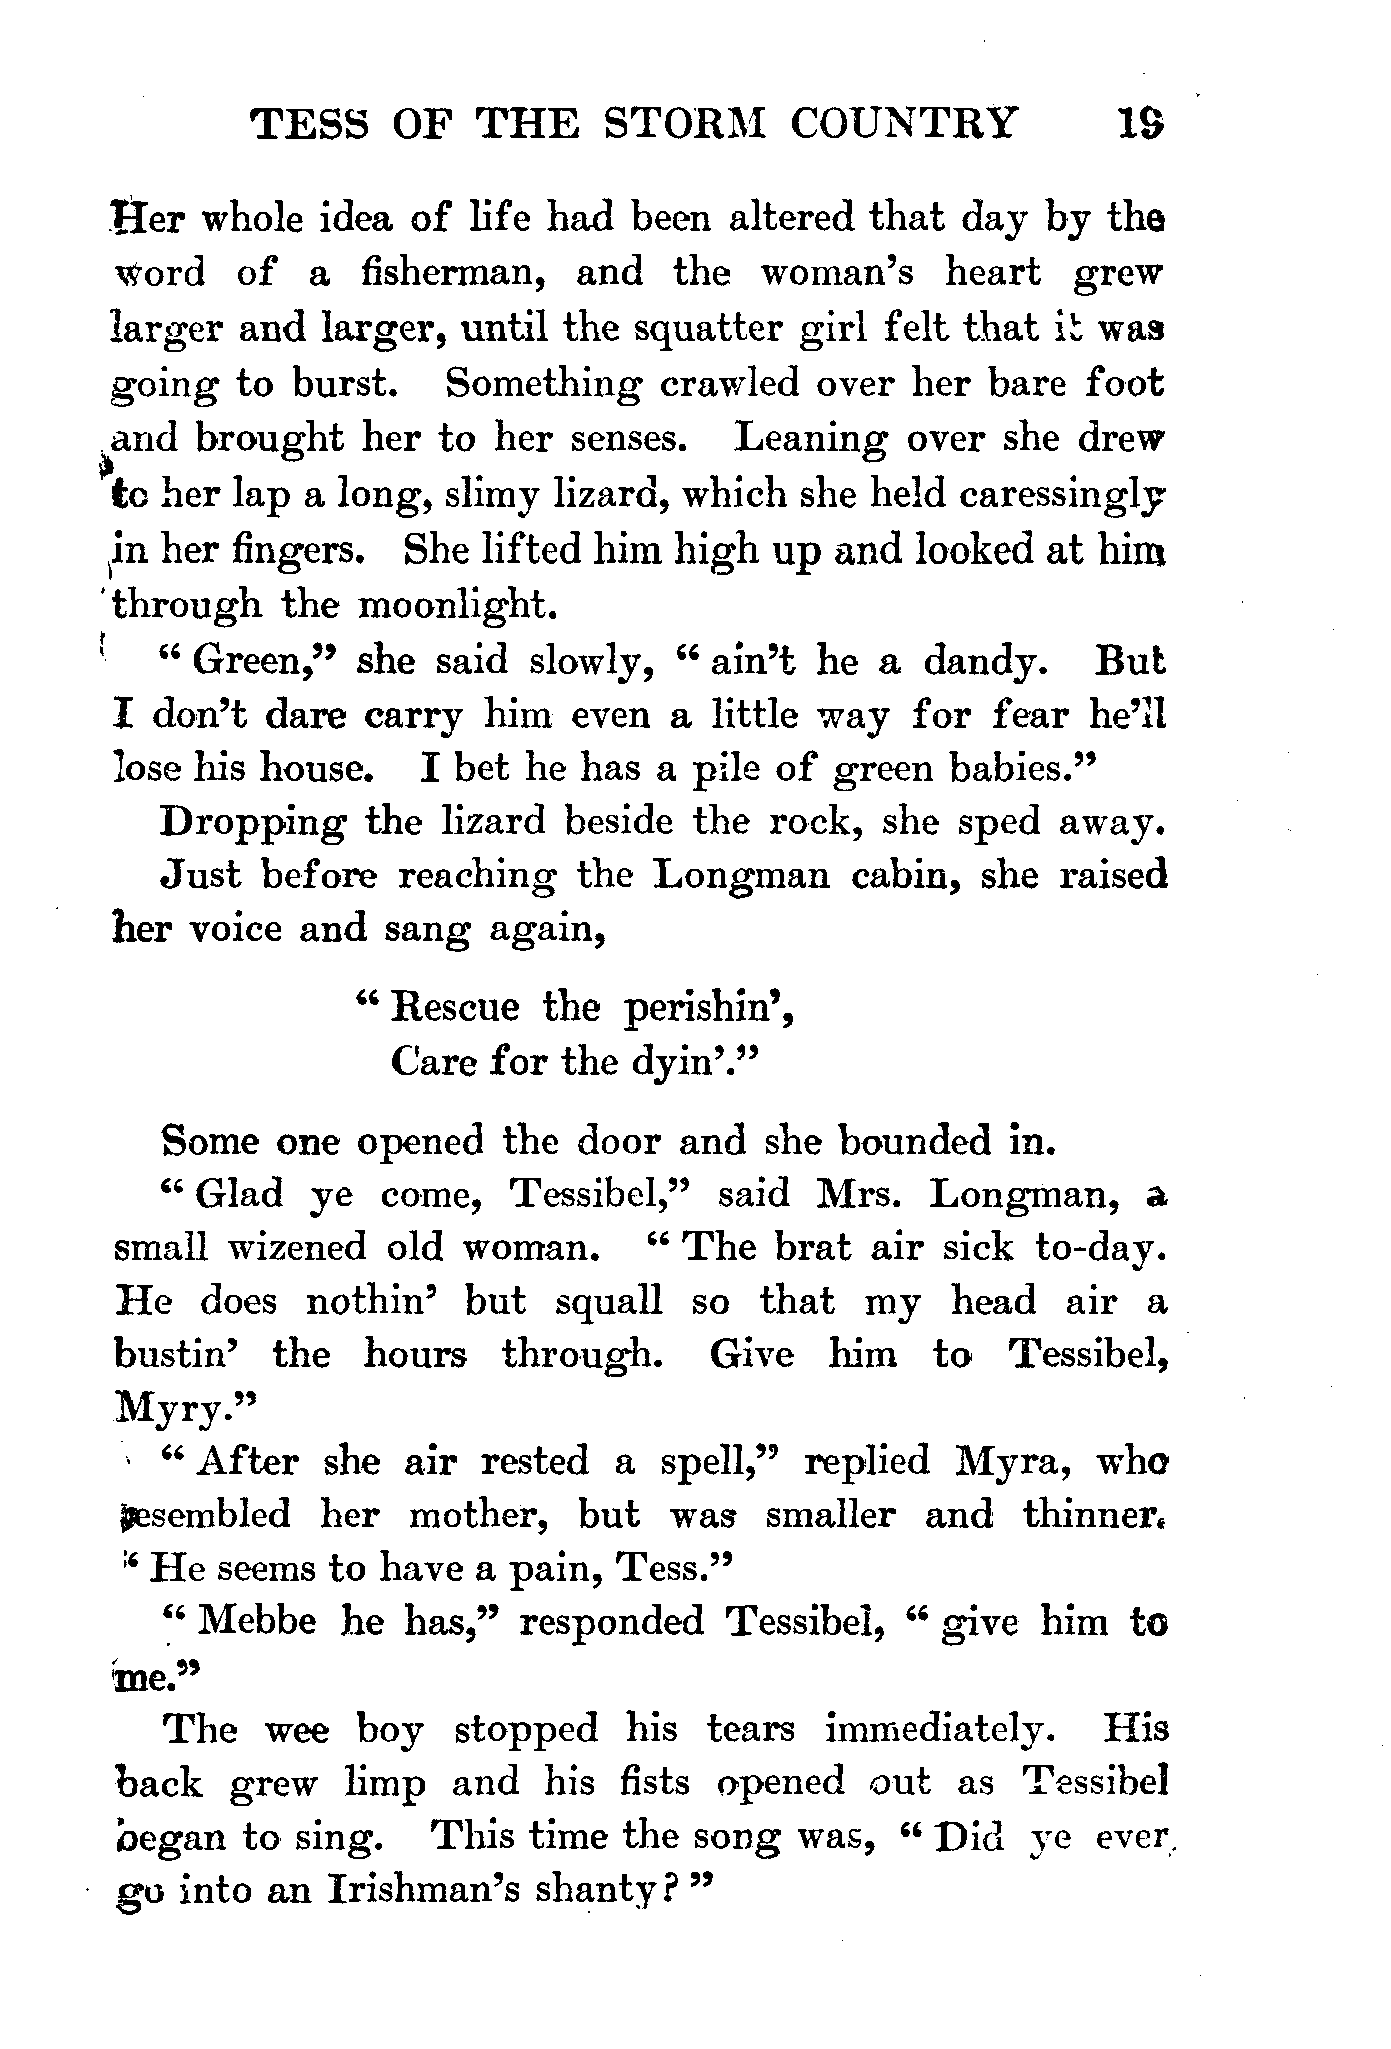 TESS OF THE STORM COUNTRY 19
Her whole idea of life had been altered that day by the
word of a fisherman, and the woman's heart grew
larger and larger, until the squatter girl felt that it was
going to burst. Something crawled over her bare foot
and brought her to her senses. Leaning over she drew
to her lap a long, slimy lizard, which she held caressingly
in her fingers. She lifted him high up and looked at him
through the moonlight.
"Green," she said slowly, "ain't he a dandy. But
I don't dare carry him even a little way for fear he'll
lose his house. I bet he has a pile of green babies."
Dropping the lizard beside the rock, she sped away.
Just before reaching the Longman cabin, she raised
her voice and sang again,
"Rescue the perishin',
Care for the dyin'."
Some one opened the door and she bounded in.
"Glad ye come, Tessibel," said Mrs. Longman, a
small wizened old woman. "The brat air sick to-day.
He does nothin' but squall so that my head air a
bustin' the hours through. Give him to Tessibel,
Myry."
"After she air rested a spell," replied Myra, who
resembled her mother, but was smaller and thinner.
"He seems to have a pain, Tess."
"Mebbe he has," responded Tessibel, "give him to
me."
The wee boy stopped his tears immediately. His
back grew limp and his fists opened out as Tessibel
began to sing. This time the song was, "Did ye ever
go into an Irishman's shanty?"